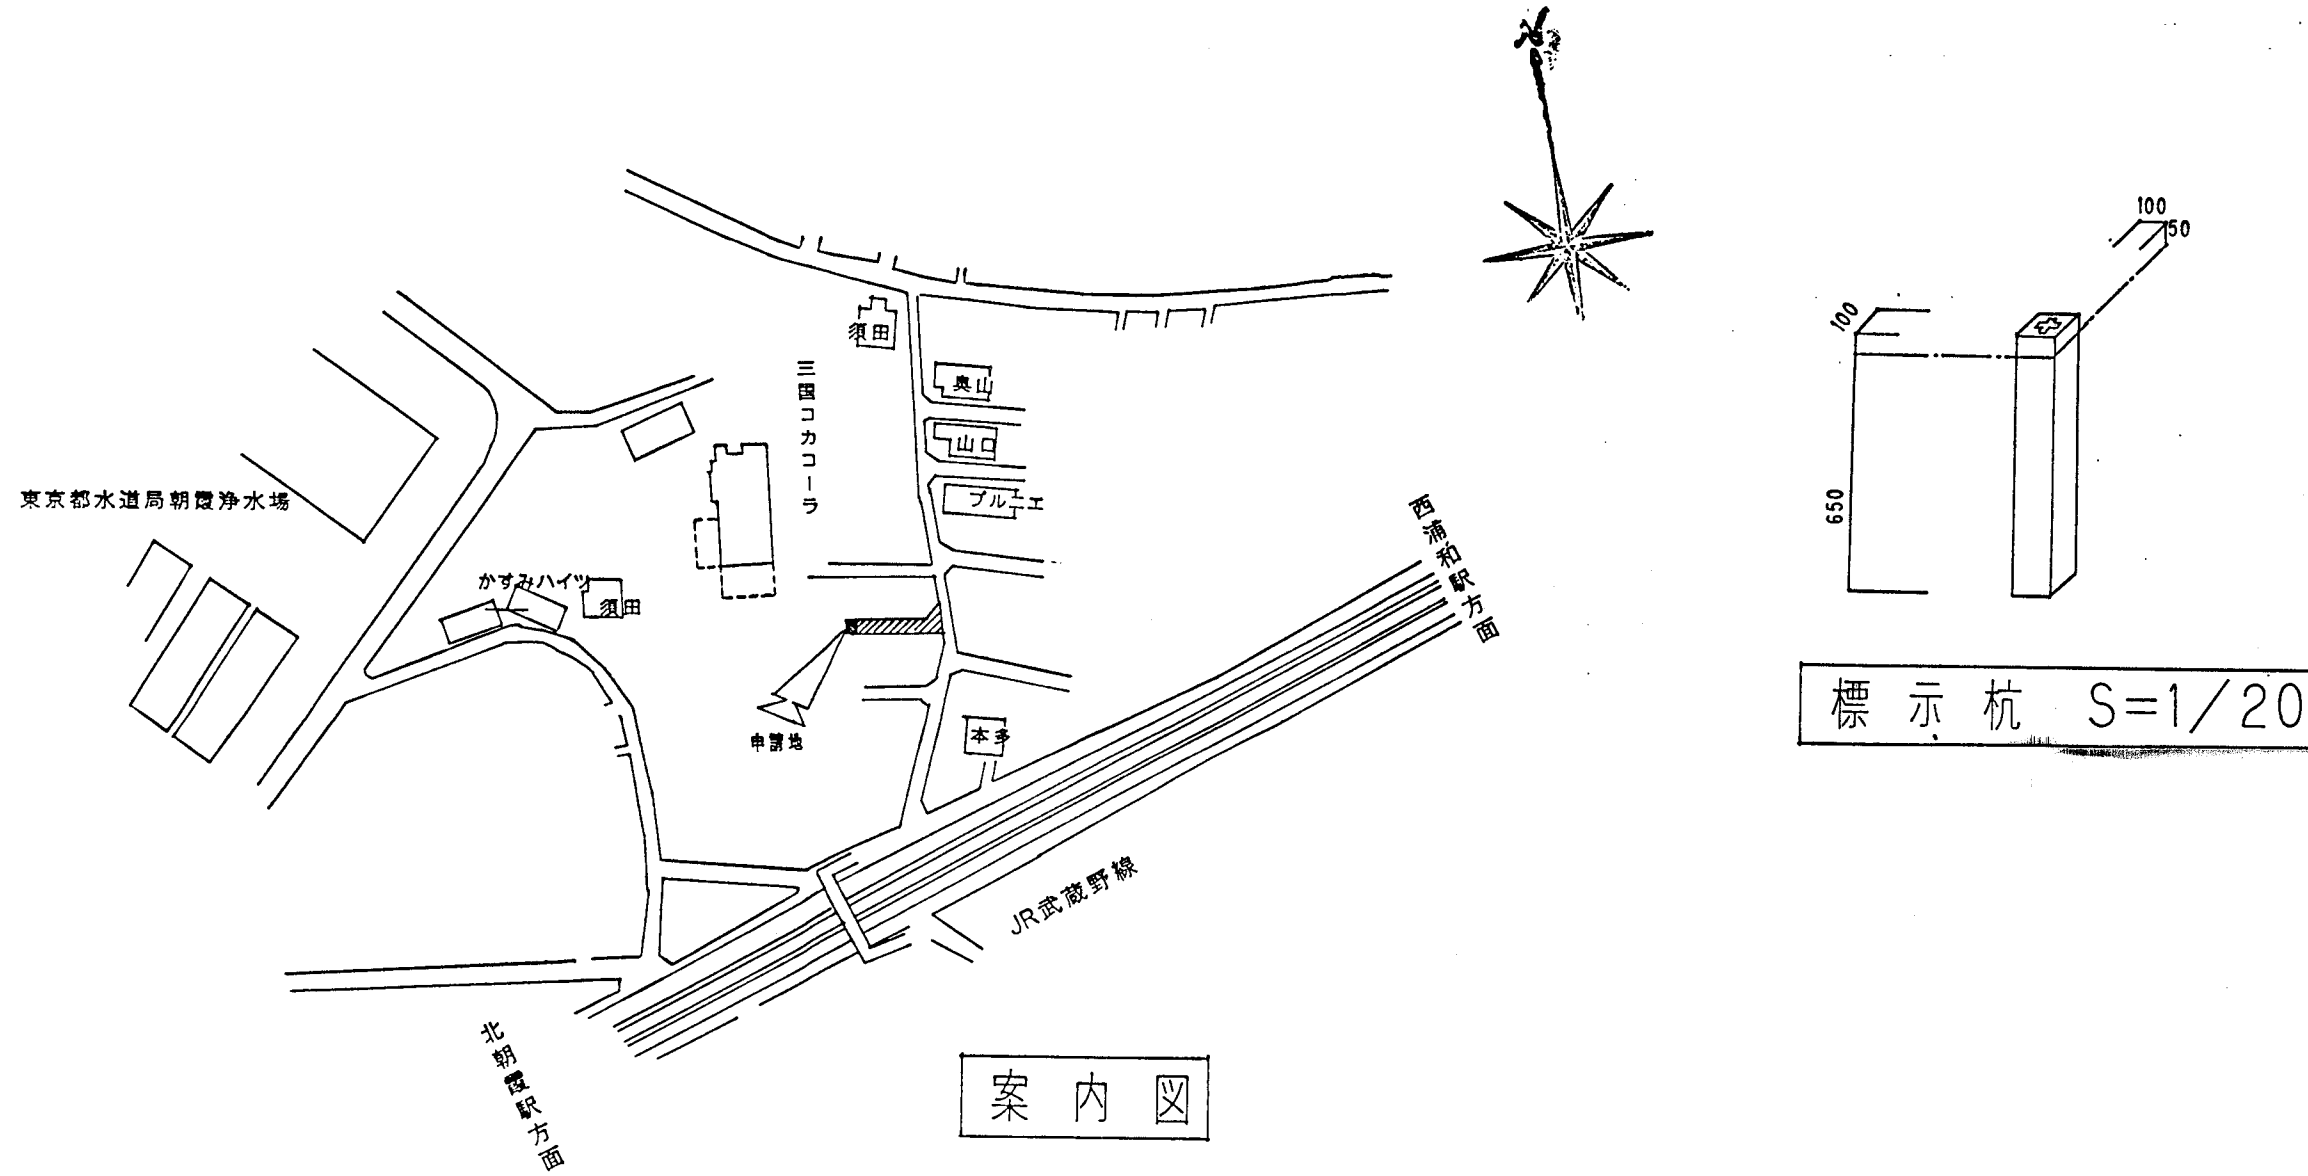 須田
奥山
山口
プルニエ
三国コカコーラ
東京都水道局朝霞浄水場
かすみハイツ
須田
申請地
本多
西浦和駅方面
JR武蔵野線
北朝霞駅方面
案内図
100
50
100
650
標示杭 S=1/20